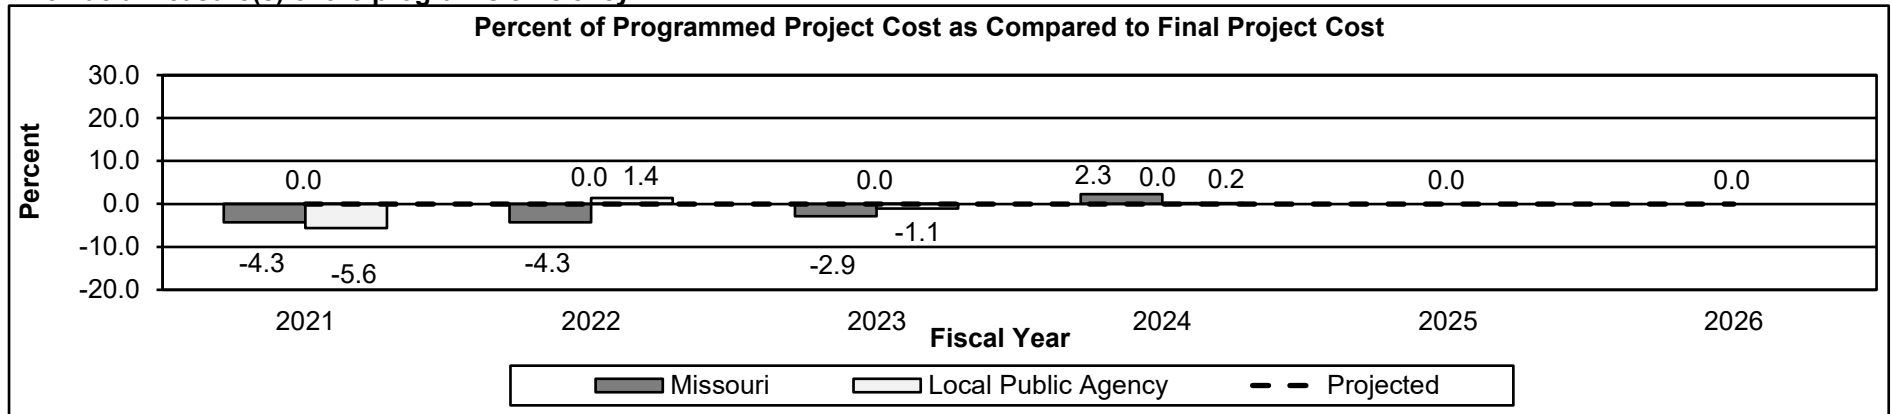 Percent of Programmed Project Cost as Compared to Final Project Cost
Percent
30.0
20.0
10.0
0.0
-10.0
-20.0
0.0
0.0 1.4
0.0
2.3 0.0 0.2
0.0
0.0
-4.3 -5.6
-4.3
-2.9 -1.1
2021 2022 2023 2024 2025 2026
Fiscal Year
Missouri Local Public Agency Projected